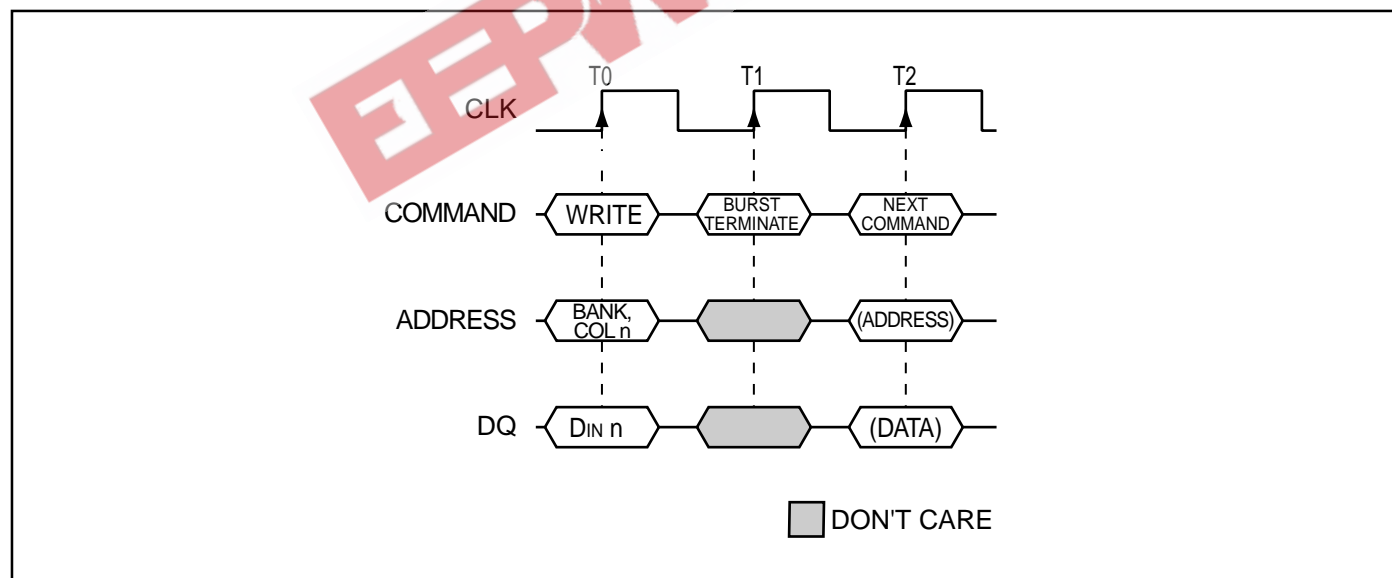 EEPW
T0 T1 T2
CLK
COMMAND WRITE BURST TERMINATE NEXT COMMAND
ADDRESS BANK, COL n (ADDRESS)
DQ DIN n (DATA)
DON'T CARE